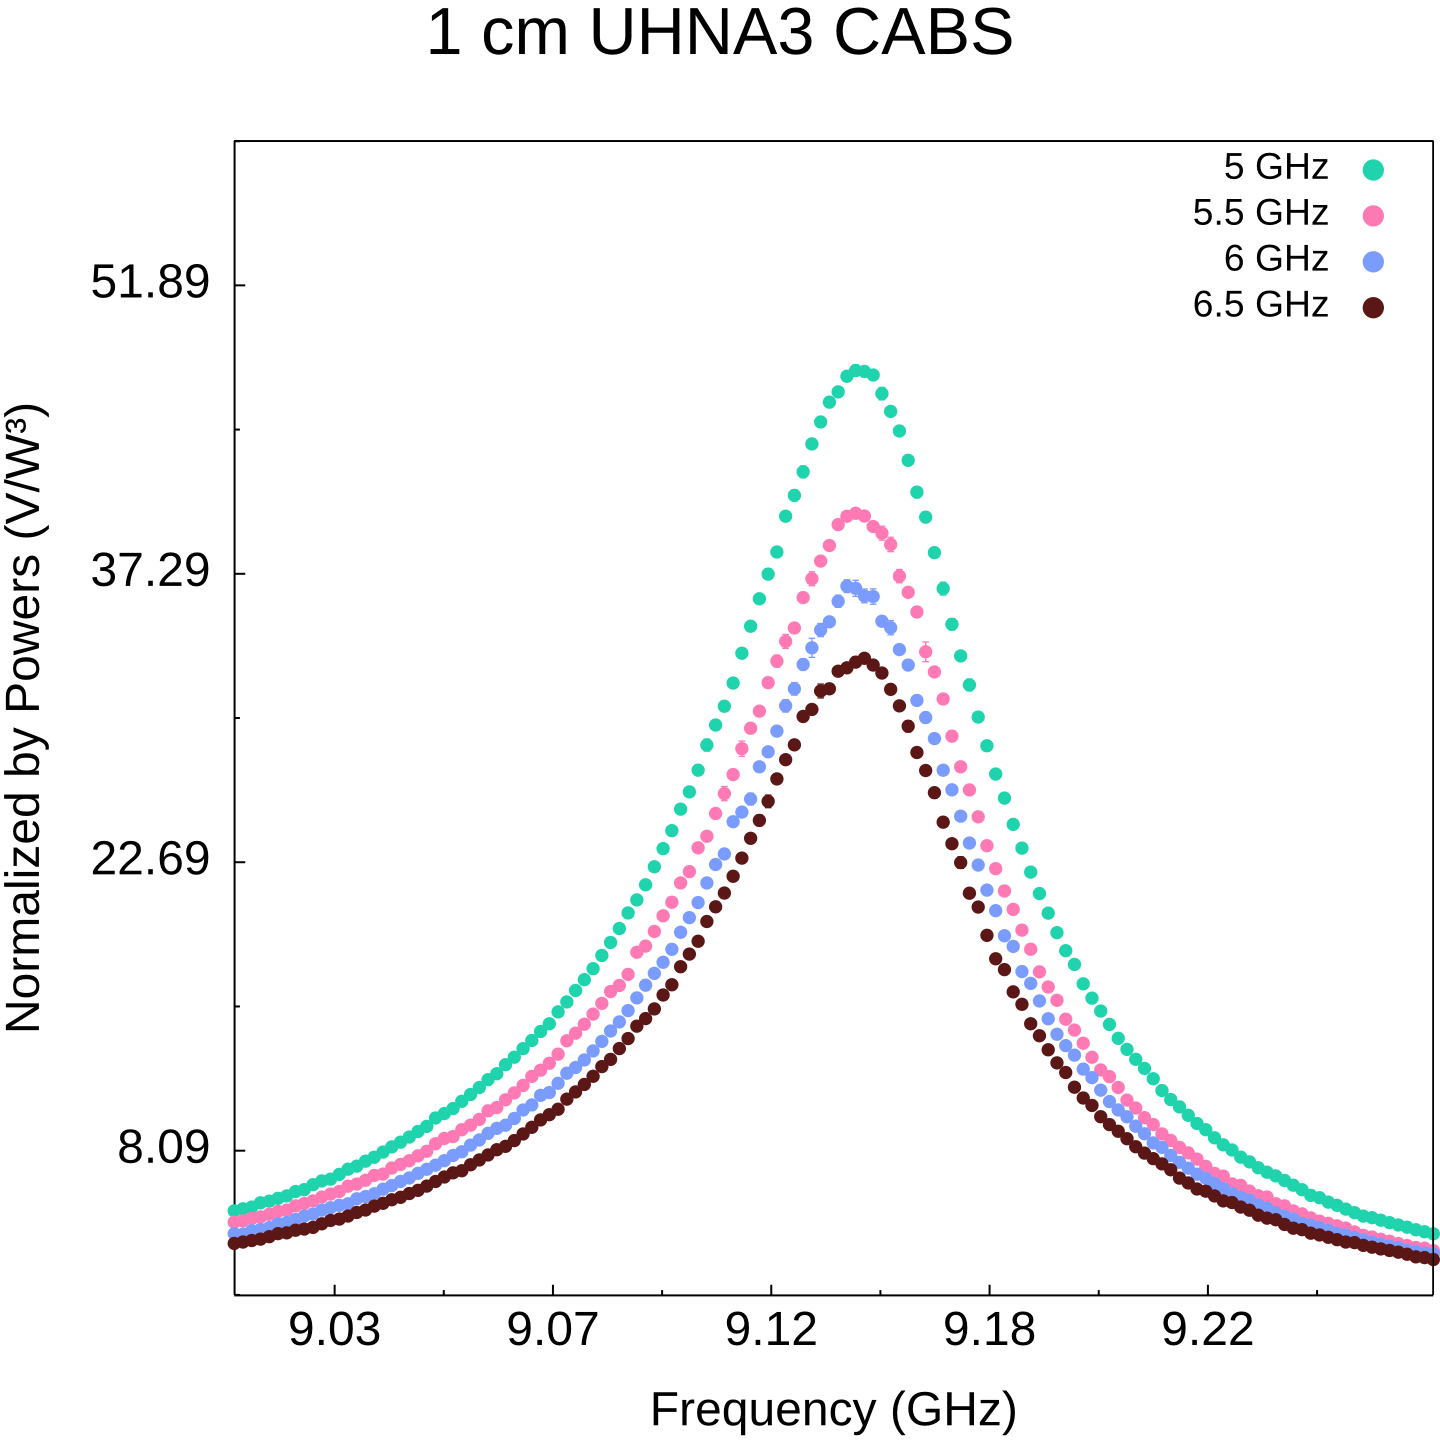 1 cm UHNA3 CABS
5 GHz
5.5 GHz
6 GHz
6.5 GHz
51.89
37.29
22.69
8.09
Normalized by Powers (V/W³)
9.03 9.07 9.12 9.18 9.22
Frequency (GHz)